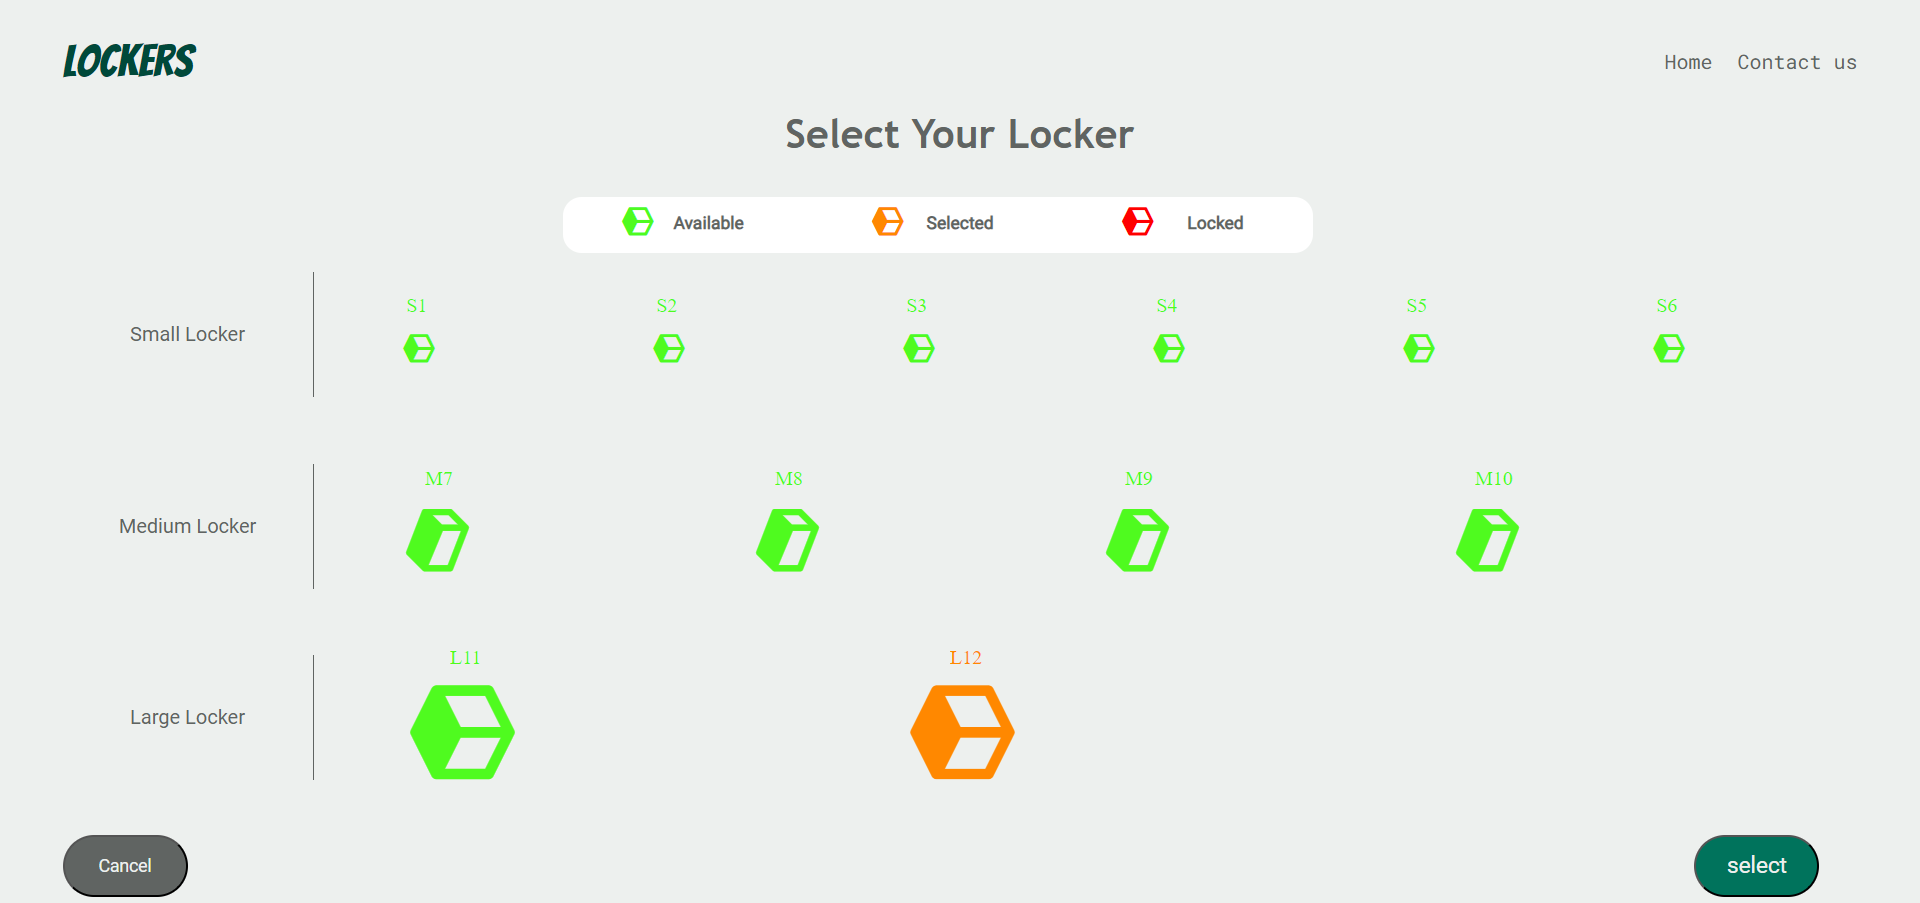 LOCKERS
Home Contact us
Select Your Locker
Available Selected Locked
S1 S2 S3 S4 S5 S6
Small Locker
M7 M8 M9 M10
Medium Locker
L11 L12
Large Locker
Cancel select